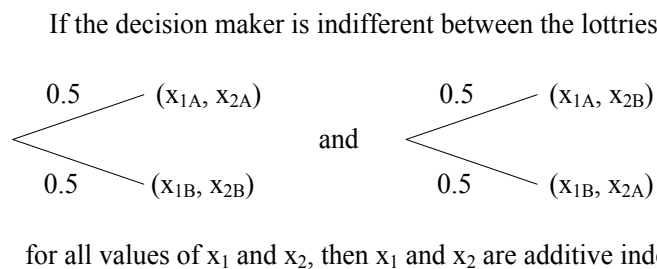 If the decision maker is indifferent between the lottries
0.5 (x1A, x2A) 0.5 (x1A, x2B)
and
0.5 (x1B, x2B) 0.5 (x1B, x2A)
for all values of x1 and x2, then x1 and x2 are additive inde